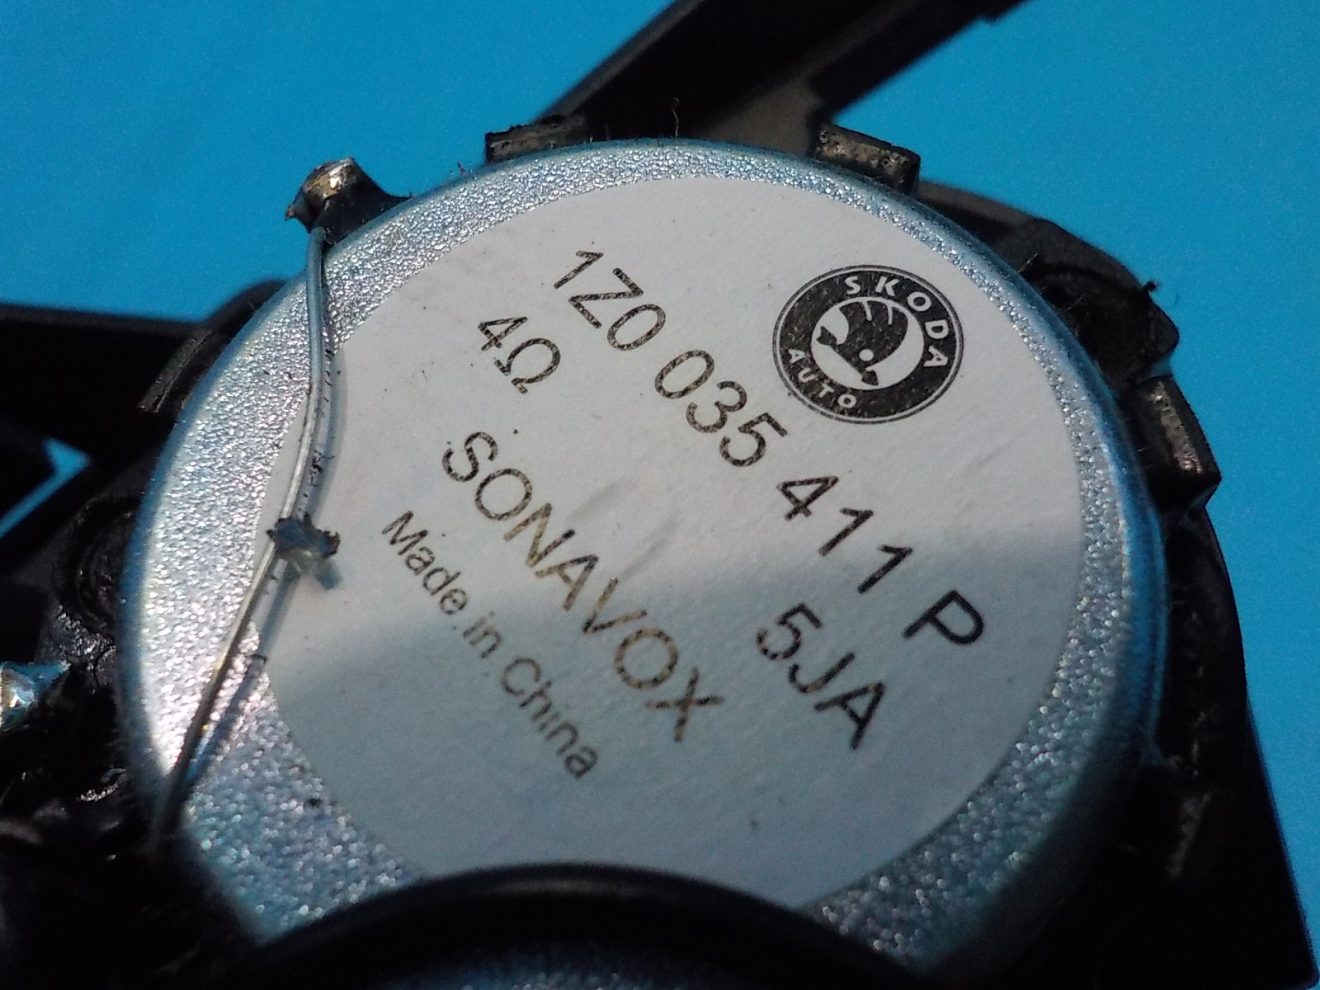 SKODA
AUTO
1Z0 035 411 P
4Ω
5JA
SONAVOX
Made in China